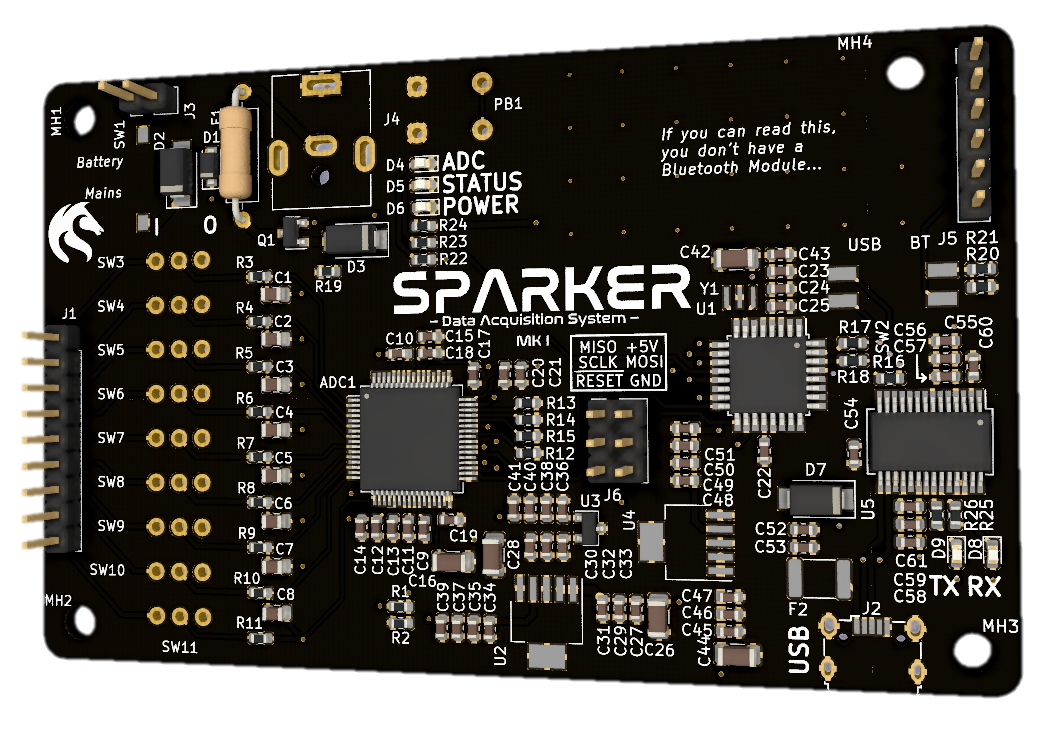 MH4
MH1
SW1
J3
D2
D1
F1
J4
PB1
Battery
Mains
I
O
D4 ADC
D5 STATUS
D6 POWER
If you can read this,
you don't have a
Bluetooth Module...
R24
R23
R22
Q1
D3
R19
C42
C43
C23
C24
C25
Y1
U1
USB
BT
J5
R21
R20
SPARKER
- Data Acquisition System -
MK1
SW3
SW4
SW5
SW6
SW7
SW8
SW9
SW10
SW11
R3
R4
R5
R6
R7
R8
R9
R10
R11
C1
C2
C3
C4
C5
C6
C7
C8
J1
ADC1
C10
C15
C18
C17
C20
C21
MISO +5V
SCLK MOSI
RESET GND
R13
R14
R15
R12
J6
R17
R18
SW2
R16
C56
C57
C55
C60
C54
C51
C50
C49
C48
C22
D7
U5
C52
C53
C41
C40
C38
C36
U3
U4
C14
C12
C13
C11
C9
C19
C16
C28
C30
C32
C33
R1
R2
C39
C37
C35
C34
U2
C31
C29
C27
C26
C47
C46
C45
C44
F2
J2
USB
C61
C59
C58
R26
R25
D9
D8
TX RX
MH2
MH3